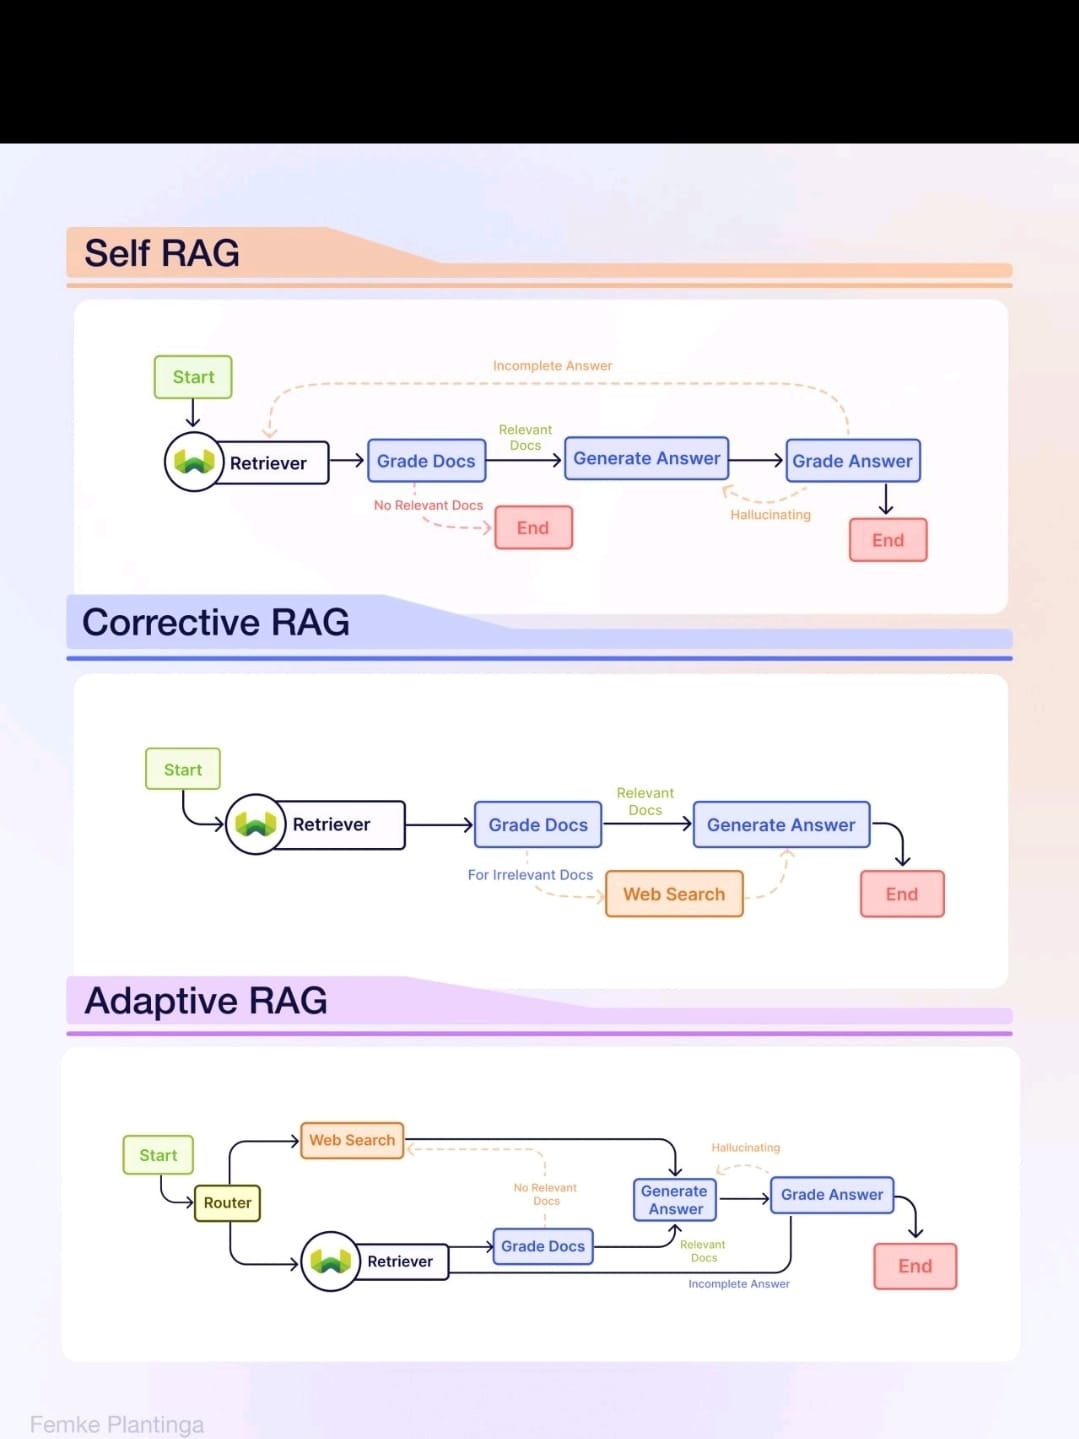 Self RAG
Start
Incomplete Answer
Retriever
Grade Docs
Relevant
Docs
Generate Answer
Grade Answer
No Relevant Docs
End
Hallucinating
End
Corrective RAG
Start
Retriever
Grade Docs
Relevant
Docs
Generate Answer
For Irrelevant Docs
Web Search
End
Adaptive RAG
Start
Router
Web Search
No Relevant
Docs
Retriever
Grade Docs
Generate
Answer
Relevant
Docs
Hallucinating
Grade Answer
Incomplete Answer
End
Femke Plantinga